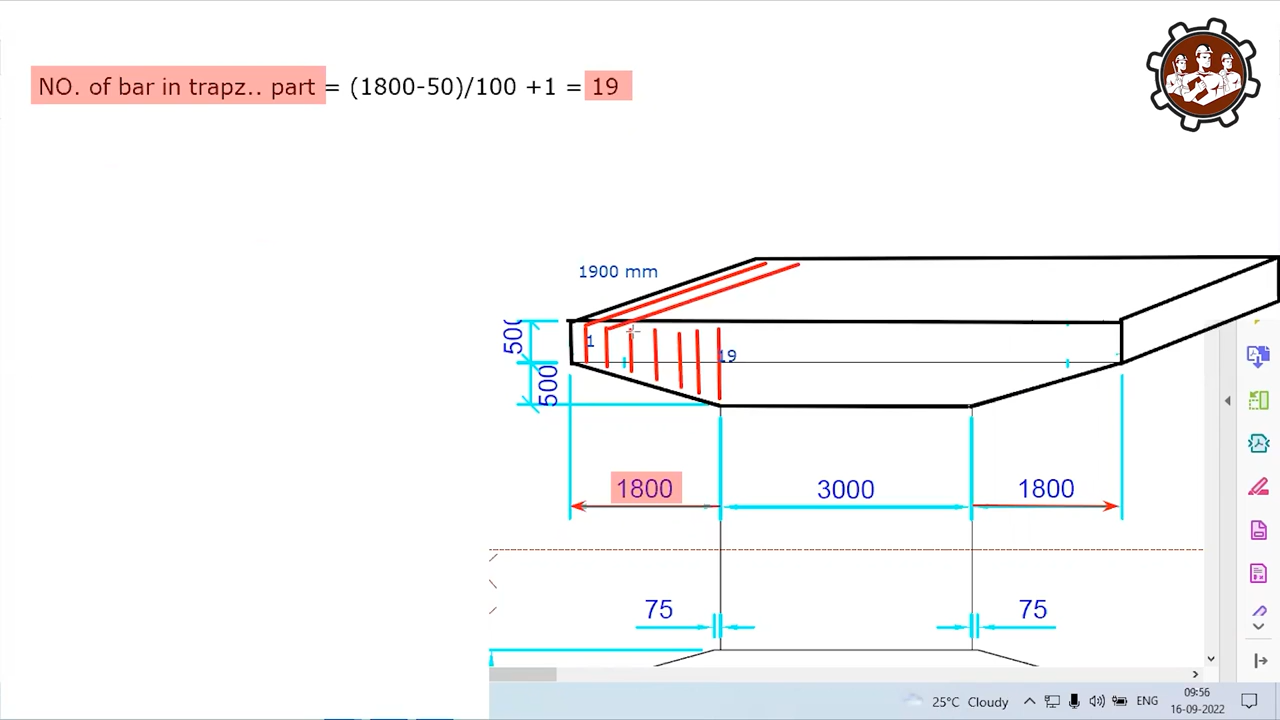 NO. of bar in trapz.. part = (1800-50)/100 +1 = 19
1900 mm
500
1
19
500
1800
3000
1800
75
75
25°C Cloudy
ENG
09:56
16-09-2022